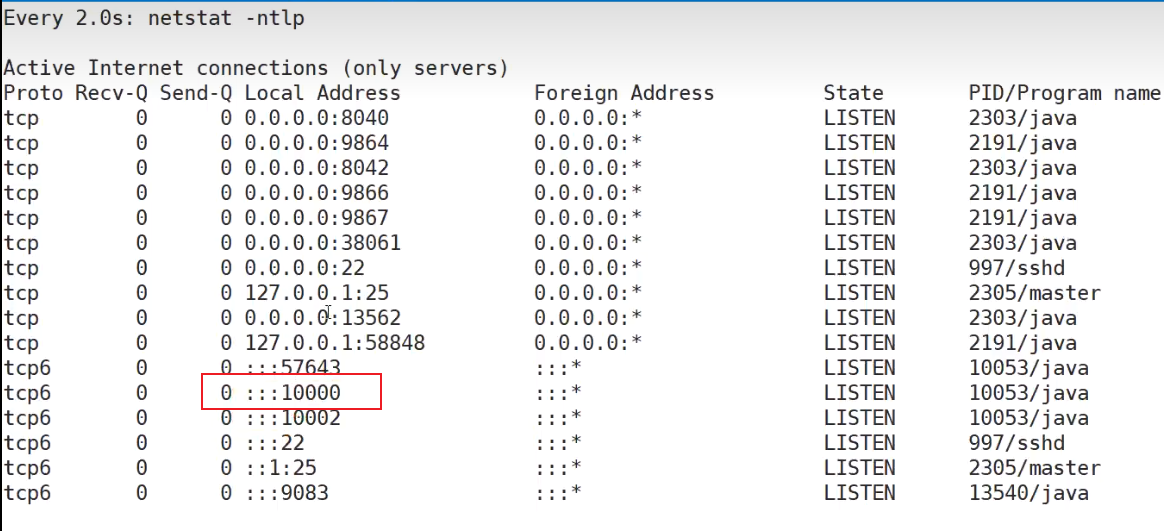 Every 2.0s: netstat -ntlp
Active Internet connections (only servers)
Proto Recv-Q Send-Q Local Address Foreign Address State PID/Program name
tcp 0 0 0.0.0.0:8040 0.0.0.0:* LISTEN 2303/java
tcp 0 0 0.0.0.0:9864 0.0.0.0:* LISTEN 2191/java
tcp 0 0 0.0.0.0:8042 0.0.0.0:* LISTEN 2303/java
tcp 0 0 0.0.0.0:9866 0.0.0.0:* LISTEN 2191/java
tcp 0 0 0.0.0.0:9867 0.0.0.0:* LISTEN 2191/java
tcp 0 0 0.0.0.0:38061 0.0.0.0:* LISTEN 2303/java
tcp 0 0 0.0.0.0:22 0.0.0.0:* LISTEN 997/sshd
tcp 0 0 127.0.0.1:25 0.0.0.0:* LISTEN 2305/master
tcp 0 0 0.0.0.0:13562 0.0.0.0:* LISTEN 2303/java
tcp 0 0 127.0.0.1:58848 0.0.0.0:* LISTEN 2191/java
tcp6 0 0 :::57643 :::* LISTEN 10053/java
tcp6 0 0 :::10000 :::* LISTEN 10053/java
tcp6 0 0 :::10002 :::* LISTEN 10053/java
tcp6 0 0 :::22 :::* LISTEN 997/sshd
tcp6 0 0 ::1:25 :::* LISTEN 2305/master
tcp6 0 0 :::9083 :::* LISTEN 13540/java